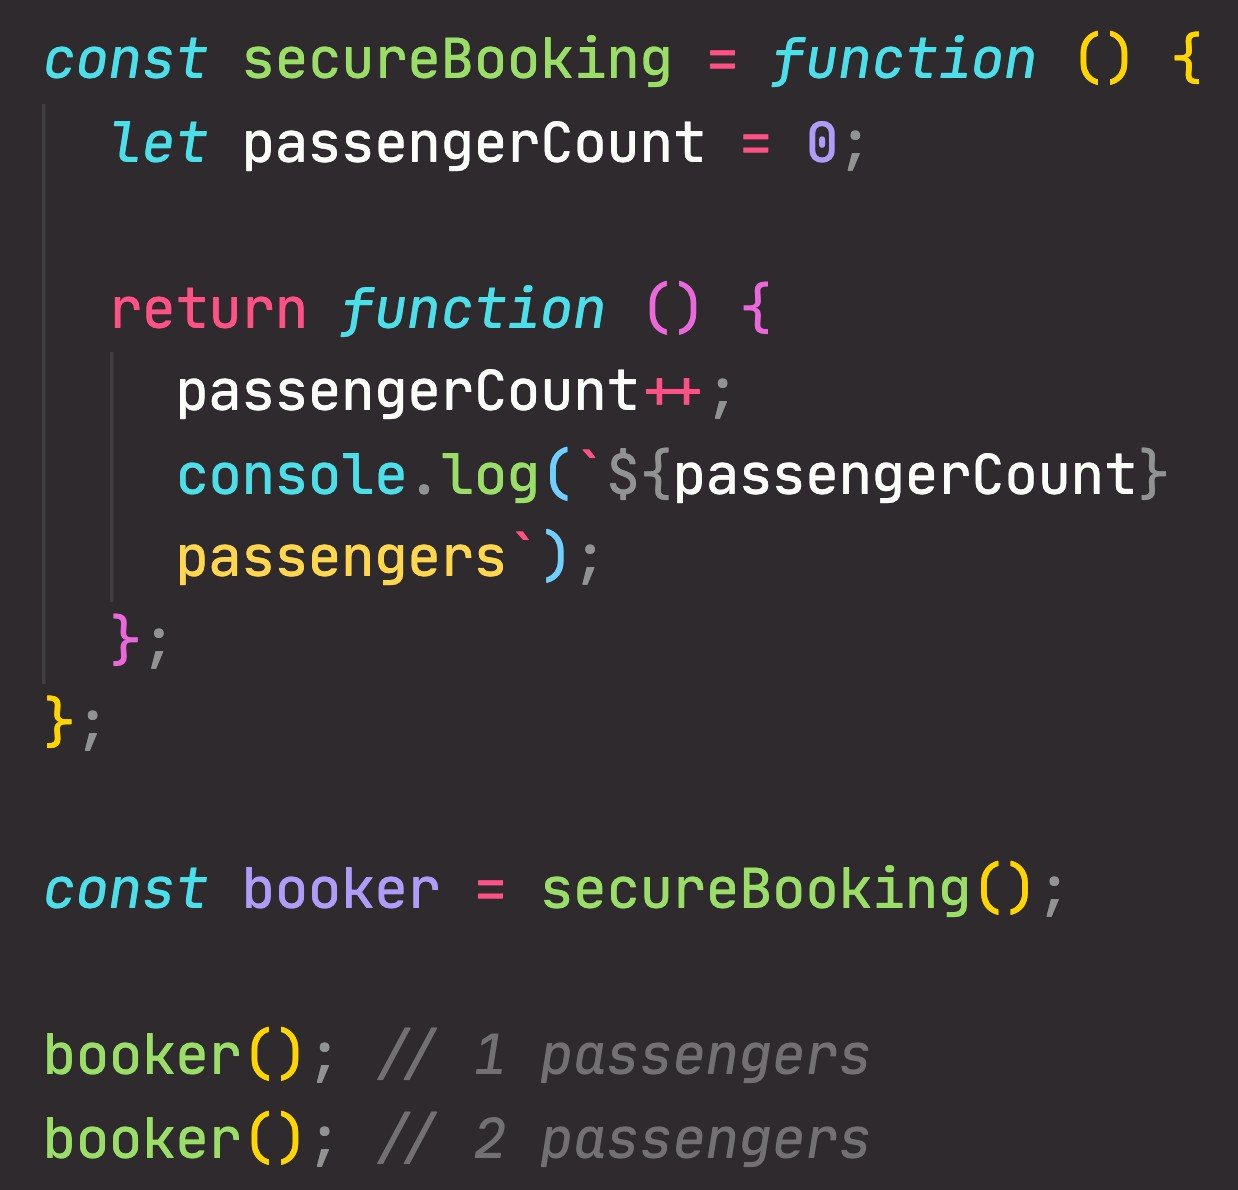 const secureBooking = function () {
  let passengerCount = 0;

  return function () {
    passengerCount++;
    console.log(`${passengerCount}
    passengers`);
  };
};

const booker = secureBooking();

booker(); // 1 passengers
booker(); // 2 passengers